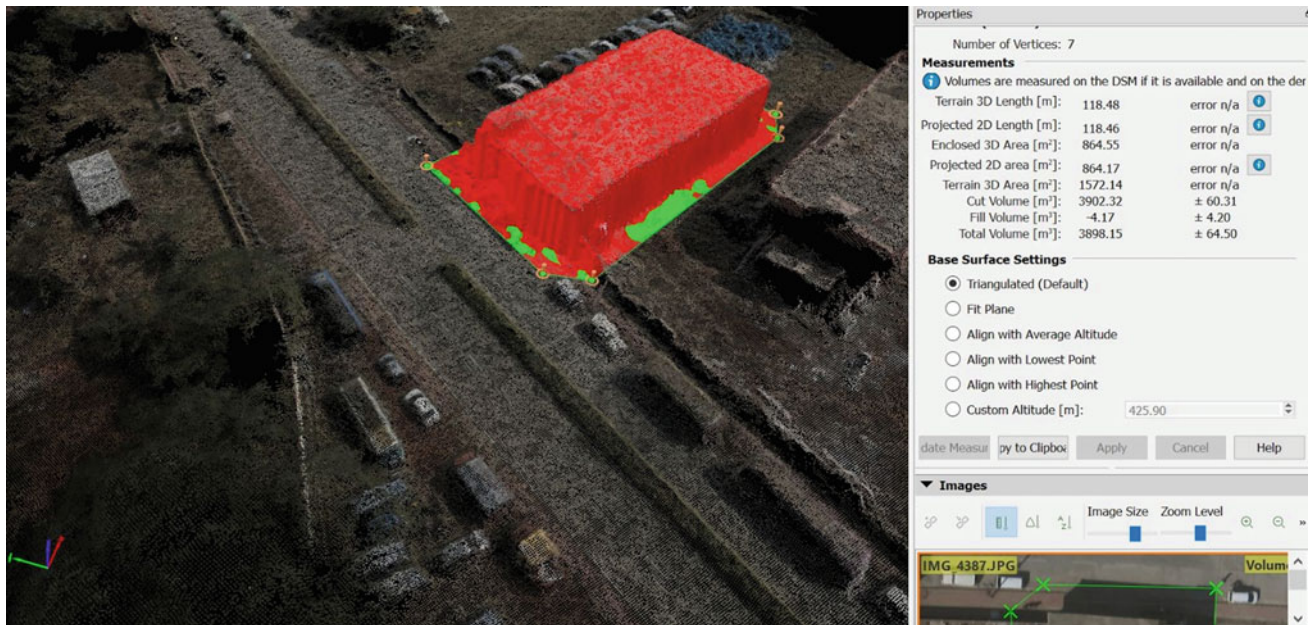 Properties
Number of Vertices: 7
Measurements
Volumes are measured on the DSM if it is available and on the der
Terrain 3D Length [m]: 118.48 error n/a
Projected 2D Length [m]: 118.46 error n/a
Enclosed 3D Area [m²]: 864.55 error n/a
Projected 2D area [m²]: 864.17 error n/a
Terrain 3D Area [m²]: 1572.14 error n/a
Cut Volume [m³]: 3902.32 ± 60.31
Fill Volume [m³]: -4.17 ± 4.20
Total Volume [m³]: 3898.15 ± 64.50
Base Surface Settings
Triangulated (Default)
Fit Plane
Align with Average Altitude
Align with Lowest Point
Align with Highest Point
Custom Altitude [m]: 425.90
date Measur py to Clipboa Apply Cancel Help
Images
Image Size Zoom Level »
IMG_4387.JPG Volum